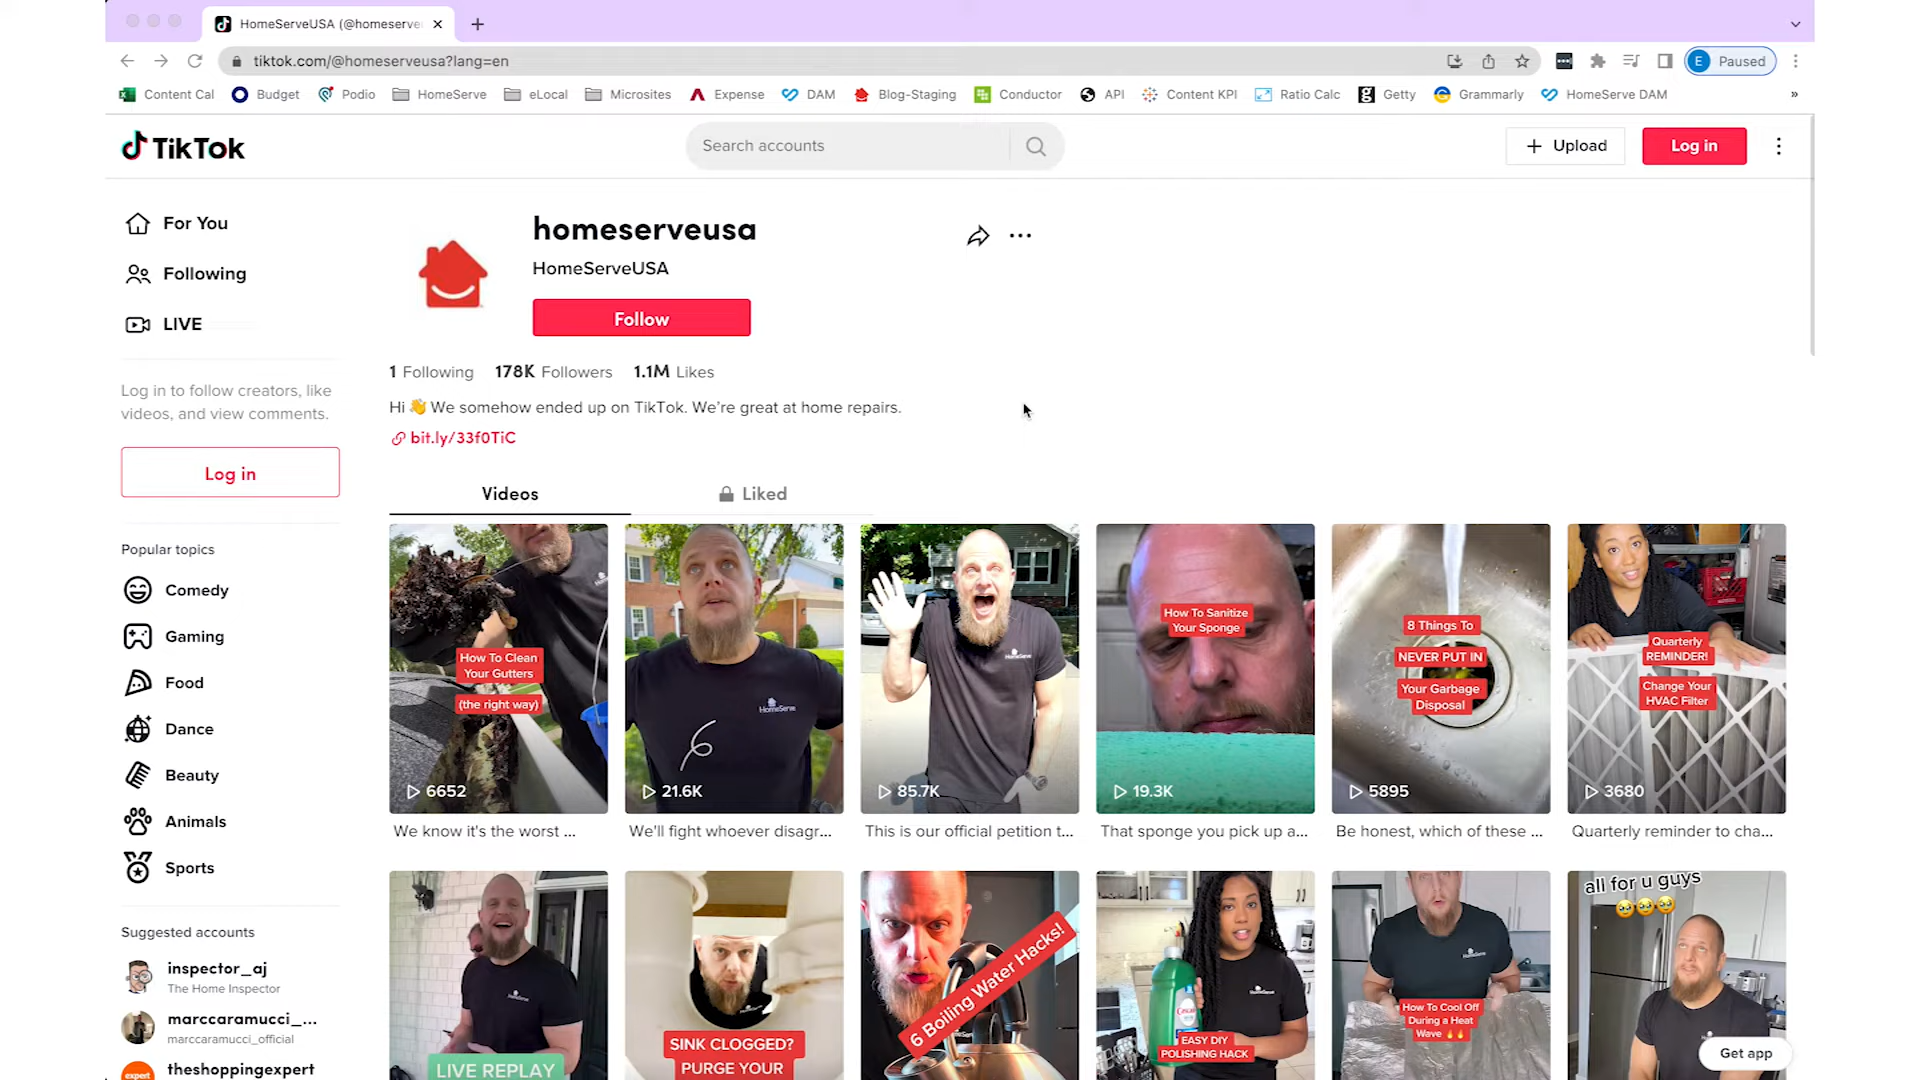 HomeServeUSA (@homeserve
tiktok.com/@homeserveusa?lang=en
E Paused
Content Cal
Budget
Podio
HomeServe
eLocal
Microsites
Expense
DAM
Blog-Staging
Conductor
API
Content KPI
Ratio Calc
Getty
Grammarly
HomeServe DAM
»
TikTok
Search accounts
Upload
Log in
For You
Following
LIVE
Log in to follow creators, like
videos, and view comments.
Log in
Popular topics
Comedy
Gaming
Food
Dance
Beauty
Animals
Sports
Suggested accounts
inspector_aj
The Home Inspector
marccaramucci_...
marccaramucci_official
expert
theshoppingexpert
homeserveusa
HomeServeUSA
Follow
1 Following 178K Followers 1.1M Likes
Hi 👋 We somehow ended up on TikTok. We're great at home repairs.
bit.ly/33f0TiC
Videos
Liked
How To Clean
Your Gutters
(the right way)
6652
We know it's the worst ...
HomeServe
6
21.6K
We'll fight whoever disagr...
HomeServe
85.7K
This is our official petition t...
How To Sanitize
Your Sponge
19.3K
That sponge you pick up a...
8 Things To
NEVER PUT IN
Your Garbage
Disposal
5895
Be honest, which of these ...
Quarterly
REMINDER!
Change Your
HVAC Filter
3680
Quarterly reminder to cha...
HomeServe
LIVE REPLAY
SINK CLOGGED?
PURGE YOUR
6 Boiling Water Hacks!
HomeServe
Cascade
EASY DIY
POLISHING HACK
HomeServe
How To Cool Off
During a Heat
Wave 🔥🔥
all for u guys
🥹🥹🥹
HomeServe
Get app